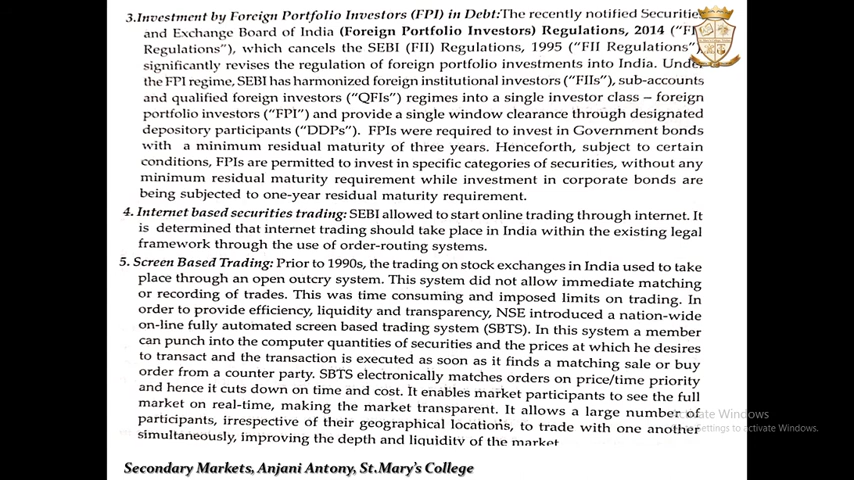 3.Investment by Foreign Portfolio Investors (FPI) in Debt:The recently notified Securities
and Exchange Board of India (Foreign Portfolio Investors) Regulations, 2014 ("FPI
Regulations"), which cancels the SEBI (FII) Regulations, 1995 ("FII Regulations")
significantly revises the regulation of foreign portfolio investments into India. Under
the FPI regime, SEBI has harmonized foreign institutional investors ("FIIs"), sub-accounts
and qualified foreign investors ("QFIs") regimes into a single investor class – foreign
portfolio investors ("FPI") and provide a single window clearance through designated
depository participants ("DDPs"). FPIs were required to invest in Government bonds
with a minimum residual maturity of three years. Henceforth, subject to certain
conditions, FPIs are permitted to invest in specific categories of securities, without any
minimum residual maturity requirement while investment in corporate bonds are
being subjected to one-year residual maturity requirement.
4. Internet based securities trading: SEBI allowed to start online trading through internet. It
is determined that internet trading should take place in India within the existing legal
framework through the use of order-routing systems.
5. Screen Based Trading: Prior to 1990s, the trading on stock exchanges in India used to take
place through an open outcry system. This system did not allow immediate matching
or recording of trades. This was time consuming and imposed limits on trading. In
order to provide efficiency, liquidity and transparency, NSE introduced a nation-wide
on-line fully automated screen based trading system (SBTS). In this system a member
can punch into the computer quantities of securities and the prices at which he desires
to transact and the transaction is executed as soon as it finds a matching sale or buy
order from a counter party. SBTS electronically matches orders on price/time priority
and hence it cuts down on time and cost. It enables market participants to see the full
market on real-time, making the market transparent. It allows a large number of
participants, irrespective of their geographical locations, to trade with one another
simultaneously, improving the depth and liquidity of the market
Activate Windows
Settings to activate Windows.
Secondary Markets, Anjani Antony, St.Mary's College